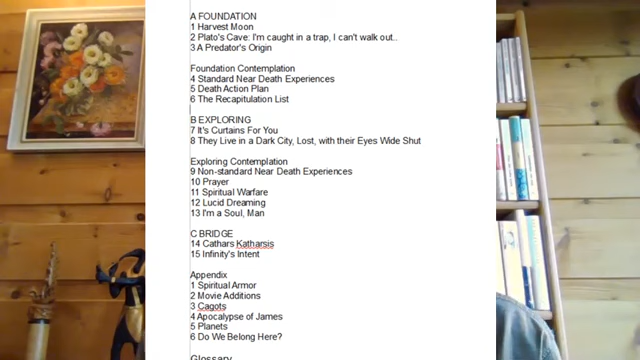 A FOUNDATION
1 Harvest Moon
2 Plato's Cave: I'm caught in a trap, I can't walk out..
3 A Predator's Origin
Foundation Contemplation
4 Standard Near Death Experiences
5 Death Action Plan
6 The Recapitulation List
B EXPLORING
7 It's Curtains For You
8 They Live in a Dark City, Lost, with their Eyes Wide Shut
Exploring Contemplation
9 Non-standard Near Death Experiences
10 Prayer
11 Spiritual Warfare
12 Lucid Dreaming
13 I'm a Soul, Man
C BRIDGE
14 Cathars Katharsis
15 Infinity's Intent
Appendix
1 Spiritual Armor
2 Movie Additions
3 Cagots
4 Apocalypse of James
5 Planets
6 Do We Belong Here?
Glossary